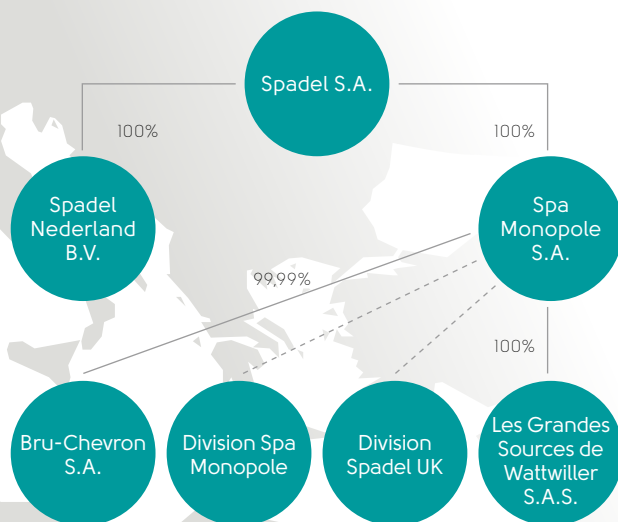 Spadel S.A.
100%
100%
Spadel
Nederland
B.V.
Spa
Monopole
S.A.
99,99%
100%
Bru-Chevron
S.A.
Division Spa
Monopole
Division
Spadel UK
Les Grandes
Sources de
Wattwiller
S.A.S.